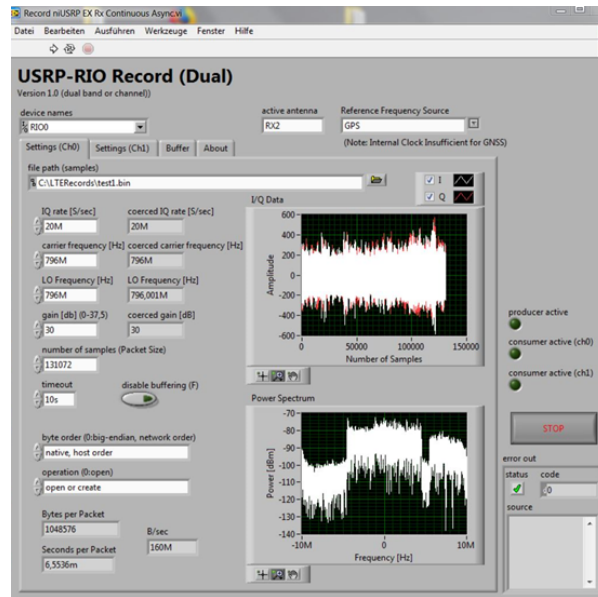 Record niUSRP EX Rx Continuous Async.vi
Datei Bearbeiten Ausführen Werkzeuge Fenster Hilfe
USRP-RIO Record (Dual)
Version 1.0 (dual band or channel))
device names
RIO0
active antenna
RX2
Reference Frequency Source
GPS
(Note: Internal Clock Insufficient for GNSS)
Settings (Ch0) Settings (Ch1) Buffer About
file path (samples)
C:\LTERecords\test1.bin
I
Q
IQ rate [S/sec] coerced IQ rate [S/sec]
20M 20M
carrier frequency [Hz] coerced carrier frequency [Hz]
796M 796M
LO Frequency [Hz] LO Frequency [Hz]
796M 796,001M
gain [db] (0-37,5) coerced gain [dB]
30 30
number of samples (Packet Size)
131072
timeout disable buffering (F)
10s
byte order (0:big-endian, network order)
native, host order
operation (0:open)
open or create
Bytes per Packet
1048576
B/sec
160M
Seconds per Packet
6,5536m
I/Q Data
Amplitude
600
400
200
0
-200
-400
-600
0 50000 100000 150000
Number of Samples
Power Spectrum
Power [dBm]
-70
-80
-90
-100
-110
-120
-130
-140
-10M 0 10M
Frequency [Hz]
producer active
consumer active (ch0)
consumer active (ch1)
STOP
error out
status code
0
source